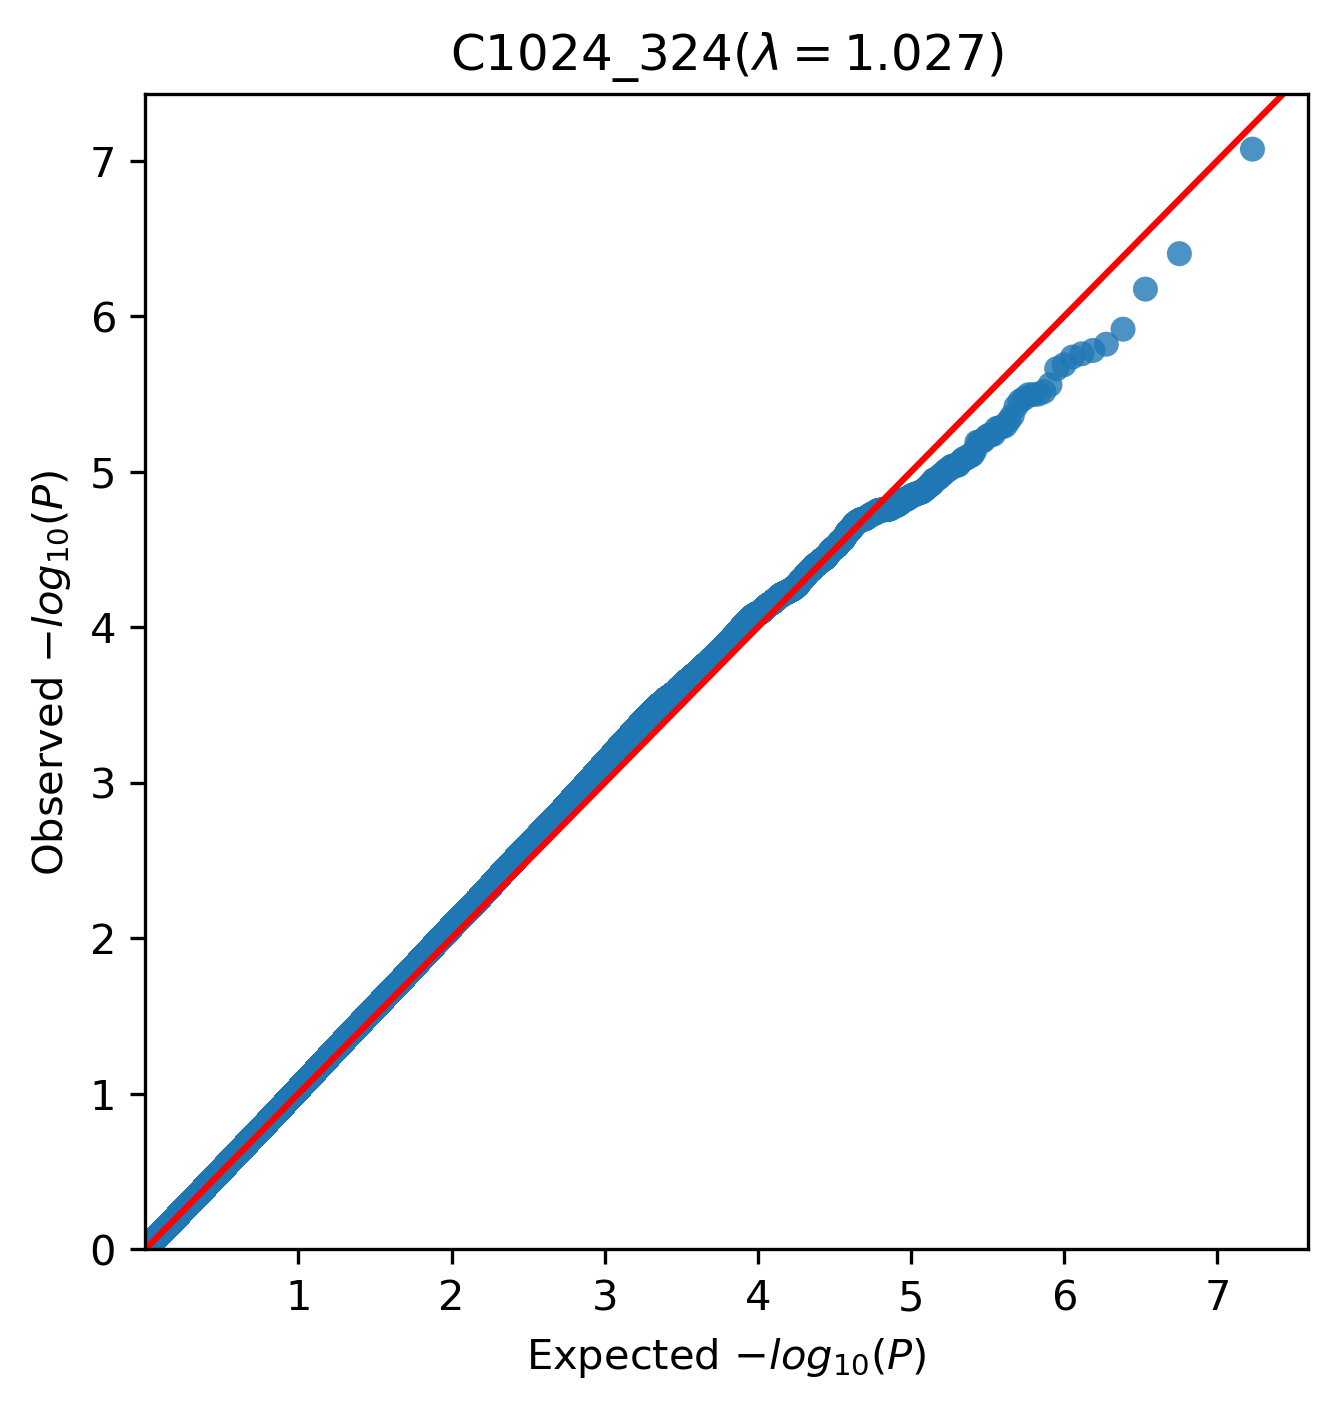 C1024_324(λ = 1.027)
Observed −log₁₀(P)
7
6
5
4
3
2
1
0
1 2 3 4 5 6 7
Expected −log₁₀(P)